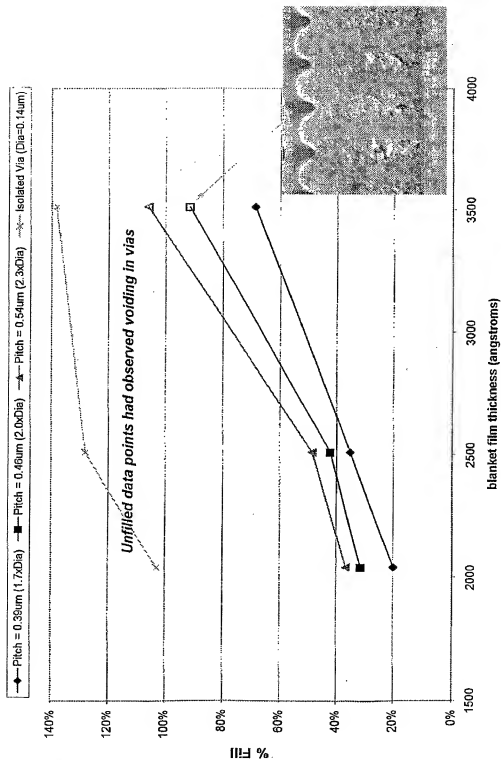 Pitch = 0.39um (1.7xDia) Pitch = 0.46um (2.0xDia) Pitch = 0.54um (2.3xDia) Isolated Via (Dia=0.14um)
140%
120%
100%
80%
60%
40%
20%
0%
% Fill
Unfilled data points had observed voiding in vias
1500 2000 2500 3000 3500 4000
blanket film thickness (angstroms)